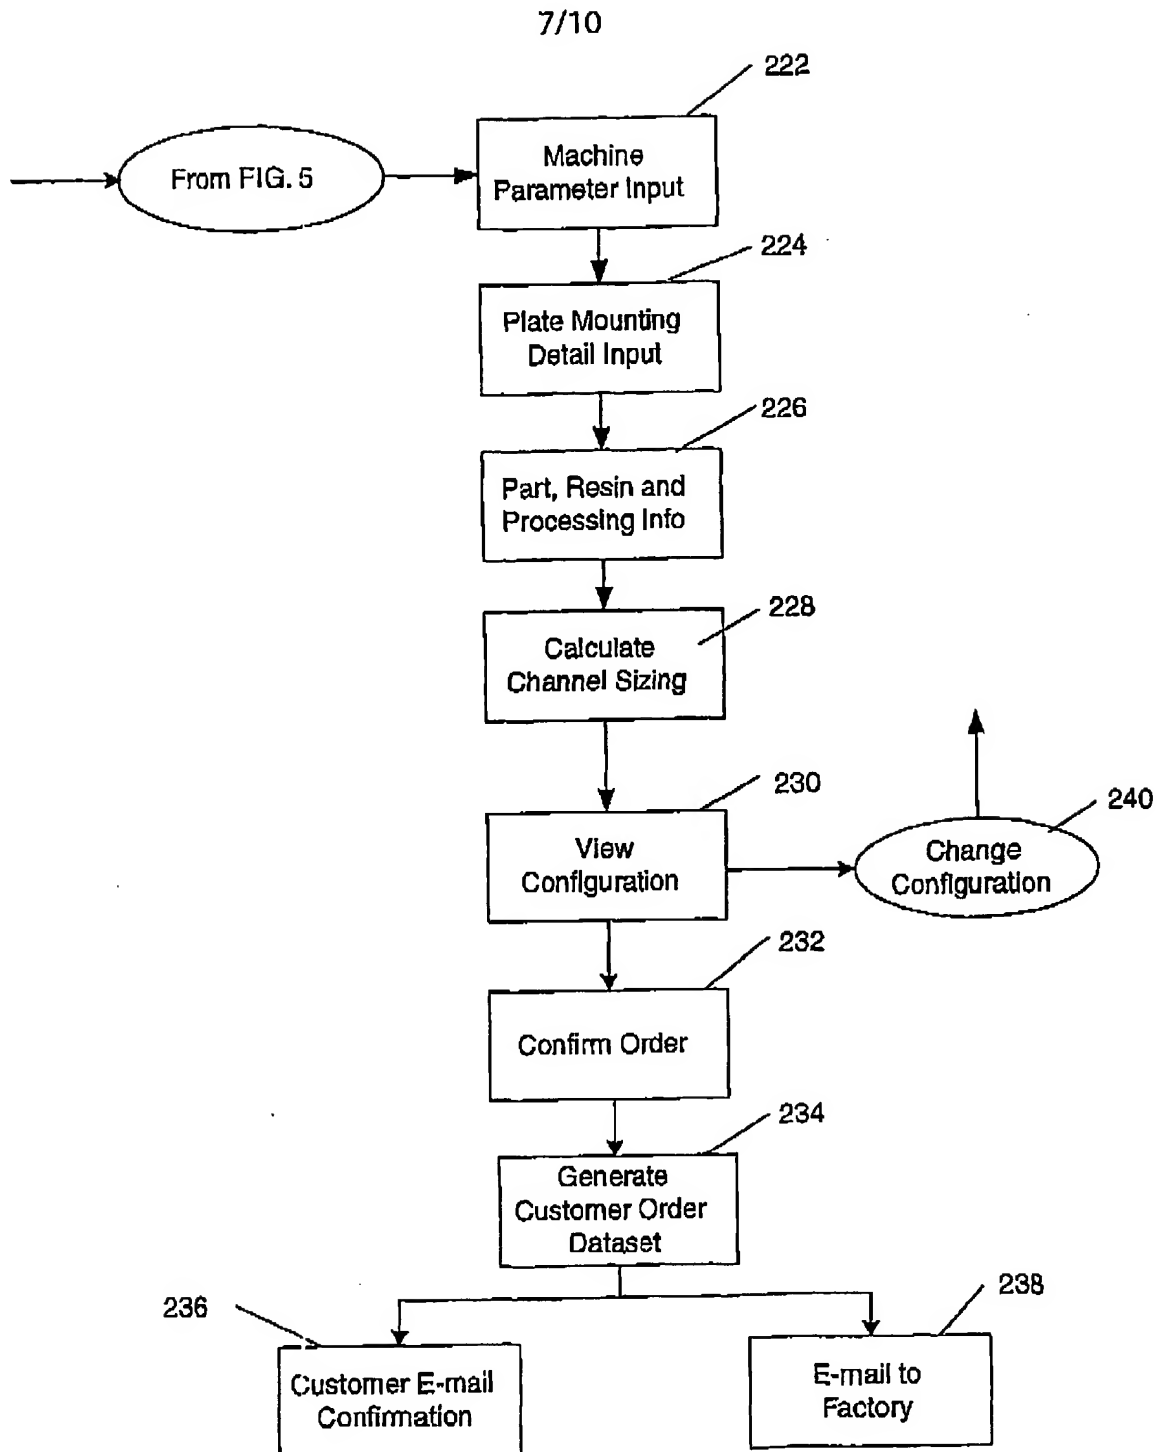 7/10
222
From FIG. 5
Machine
Parameter Input
224
Plate Mounting
Detail Input
226
Part, Resin and
Processing Info
228
Calculate
Channel Sizing
230
View
Configuration
240
Change
Configuration
232
Confirm Order
234
Generate
Customer Order
Dataset
236
Customer E-mail
Confirmation
238
E-mail to
Factory